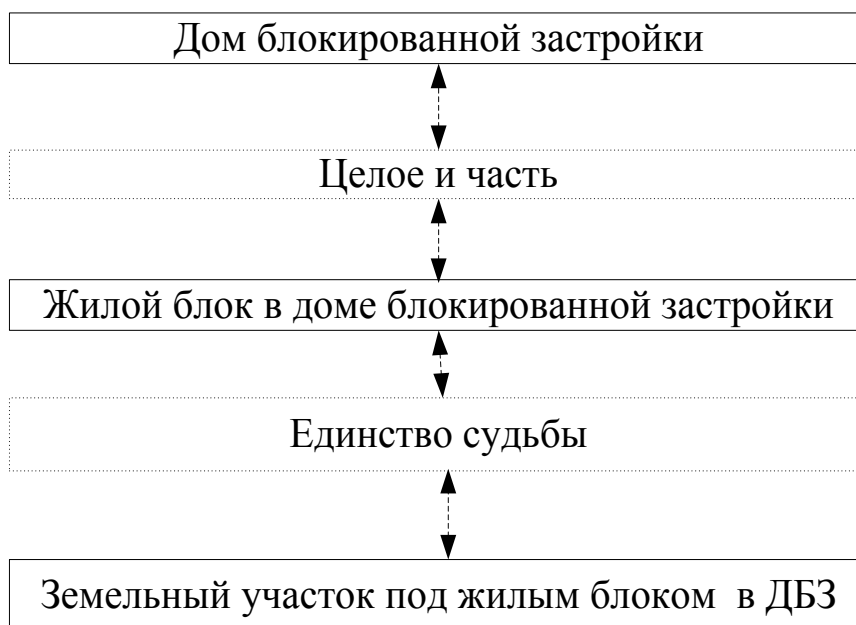 Дом блокированной застройки
Целое и часть
Жилой блок в доме блокированной застройки
Единство судьбы
Земельный участок под жилым блоком в ДБЗ